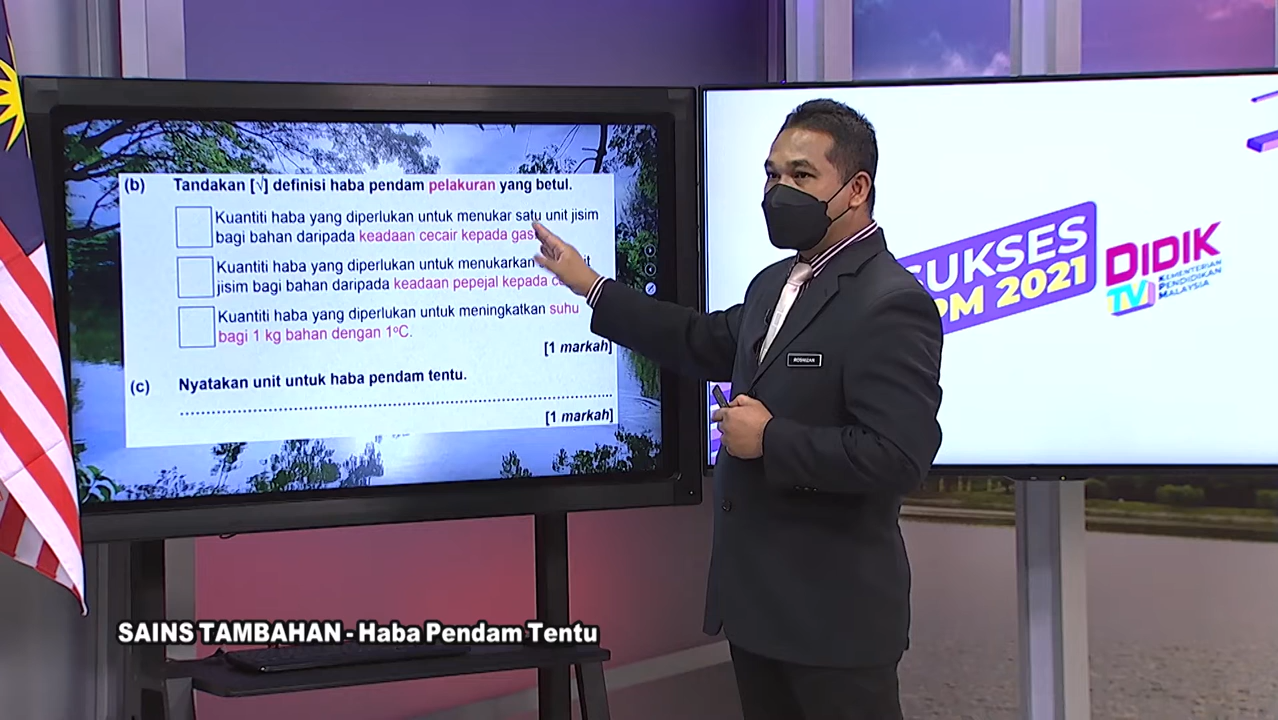 (b) Tandakan [√] definisi haba pendam pelakuran yang betul.
Kuantiti haba yang diperlukan untuk menukar satu unit jisim
bagi bahan daripada keadaan cecair kepada gas
Kuantiti haba yang diperlukan untuk menukarkan
jisim bagi bahan daripada keadaan pepejal kepada
Kuantiti haba yang diperlukan untuk meningkatkan suhu
bagi 1 kg bahan dengan 1ºC.
[1 markah]
(c) Nyatakan unit untuk haba pendam tentu.
[1 markah]
SUKSES
PM 2021
DIDIK
TV
KEMENTERIAN
PENDIDIKAN
MALAYSIA
ROSNIZAR
SAINS TAMBAHAN - Haba Pendam Tentu